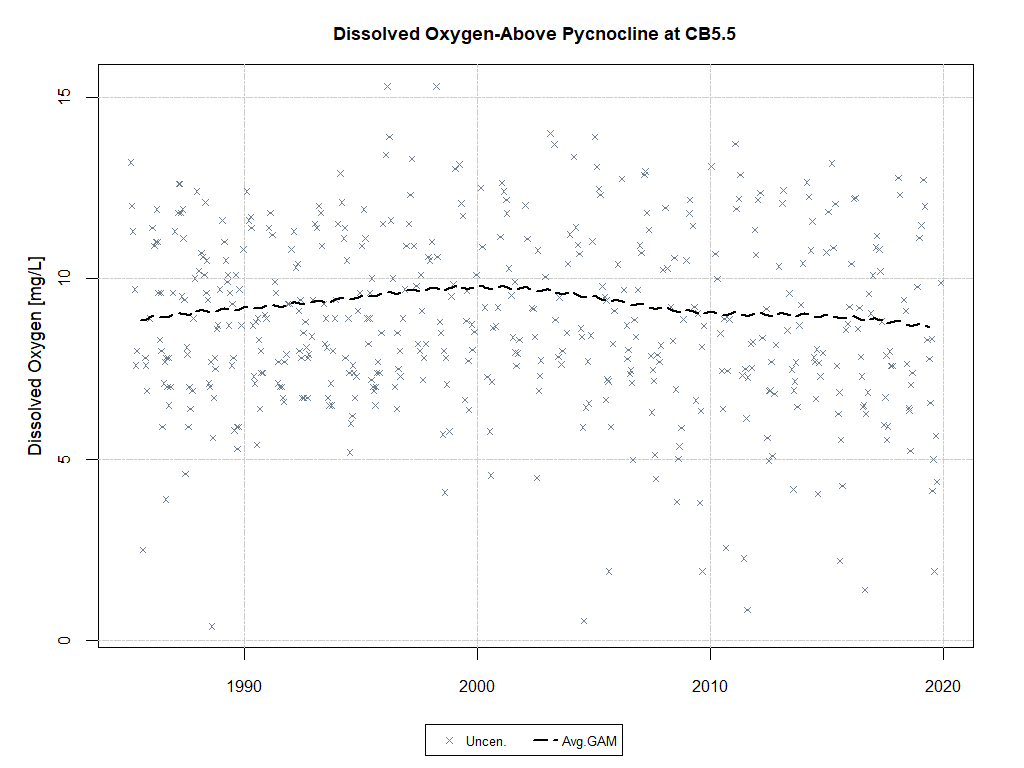 Dissolved Oxygen-Above Pycnocline at CB5.5
Dissolved Oxygen [mg/L]
15
10
5
0
1990 2000 2010 2020
Uncen. Avg.GAM